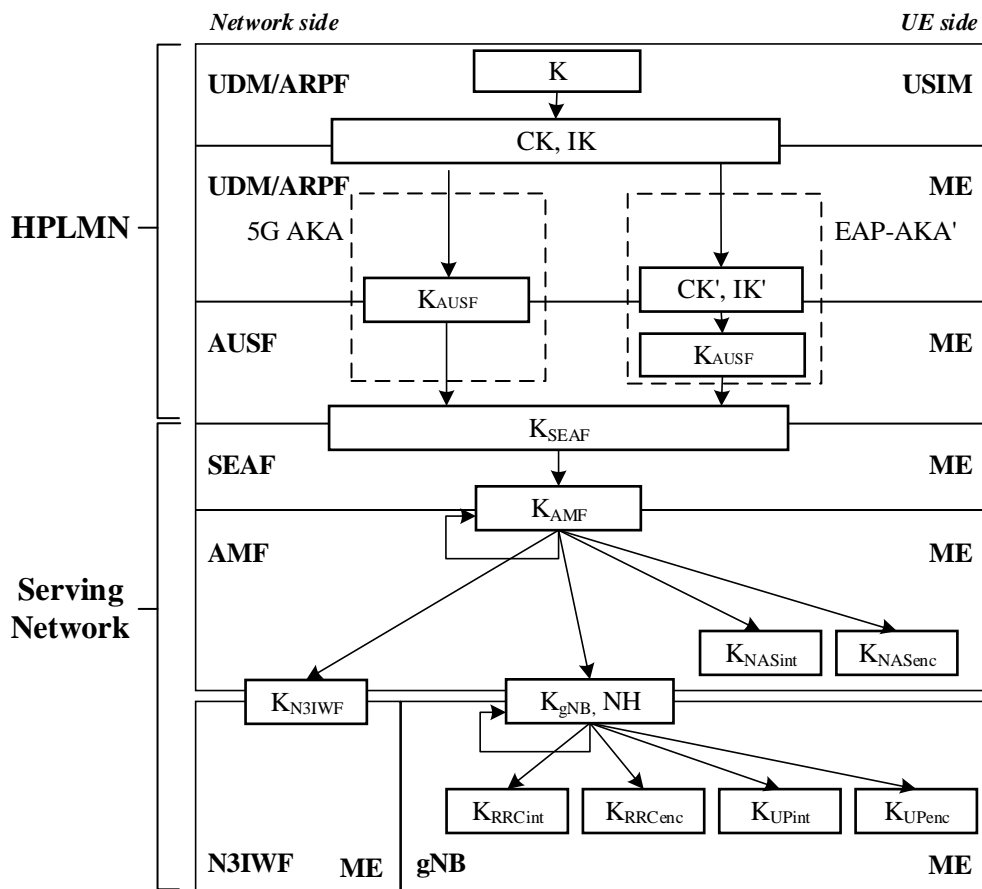 Network side
UE side
UDM/ARPF
K
USIM
CK, IK
UDM/ARPF
ME
HPLMN
5G AKA
EAP-AKA'
CK', IK'
KAUSF
AUSF
KAUSF
ME
KSEAF
SEAF
ME
KAMF
AMF
ME
Serving
Network
KNASint
KNASenc
KN3IWF
KgNB, NH
KRRCint
KRRCenc
KUPint
KUPenc
N3IWF
ME
gNB
ME